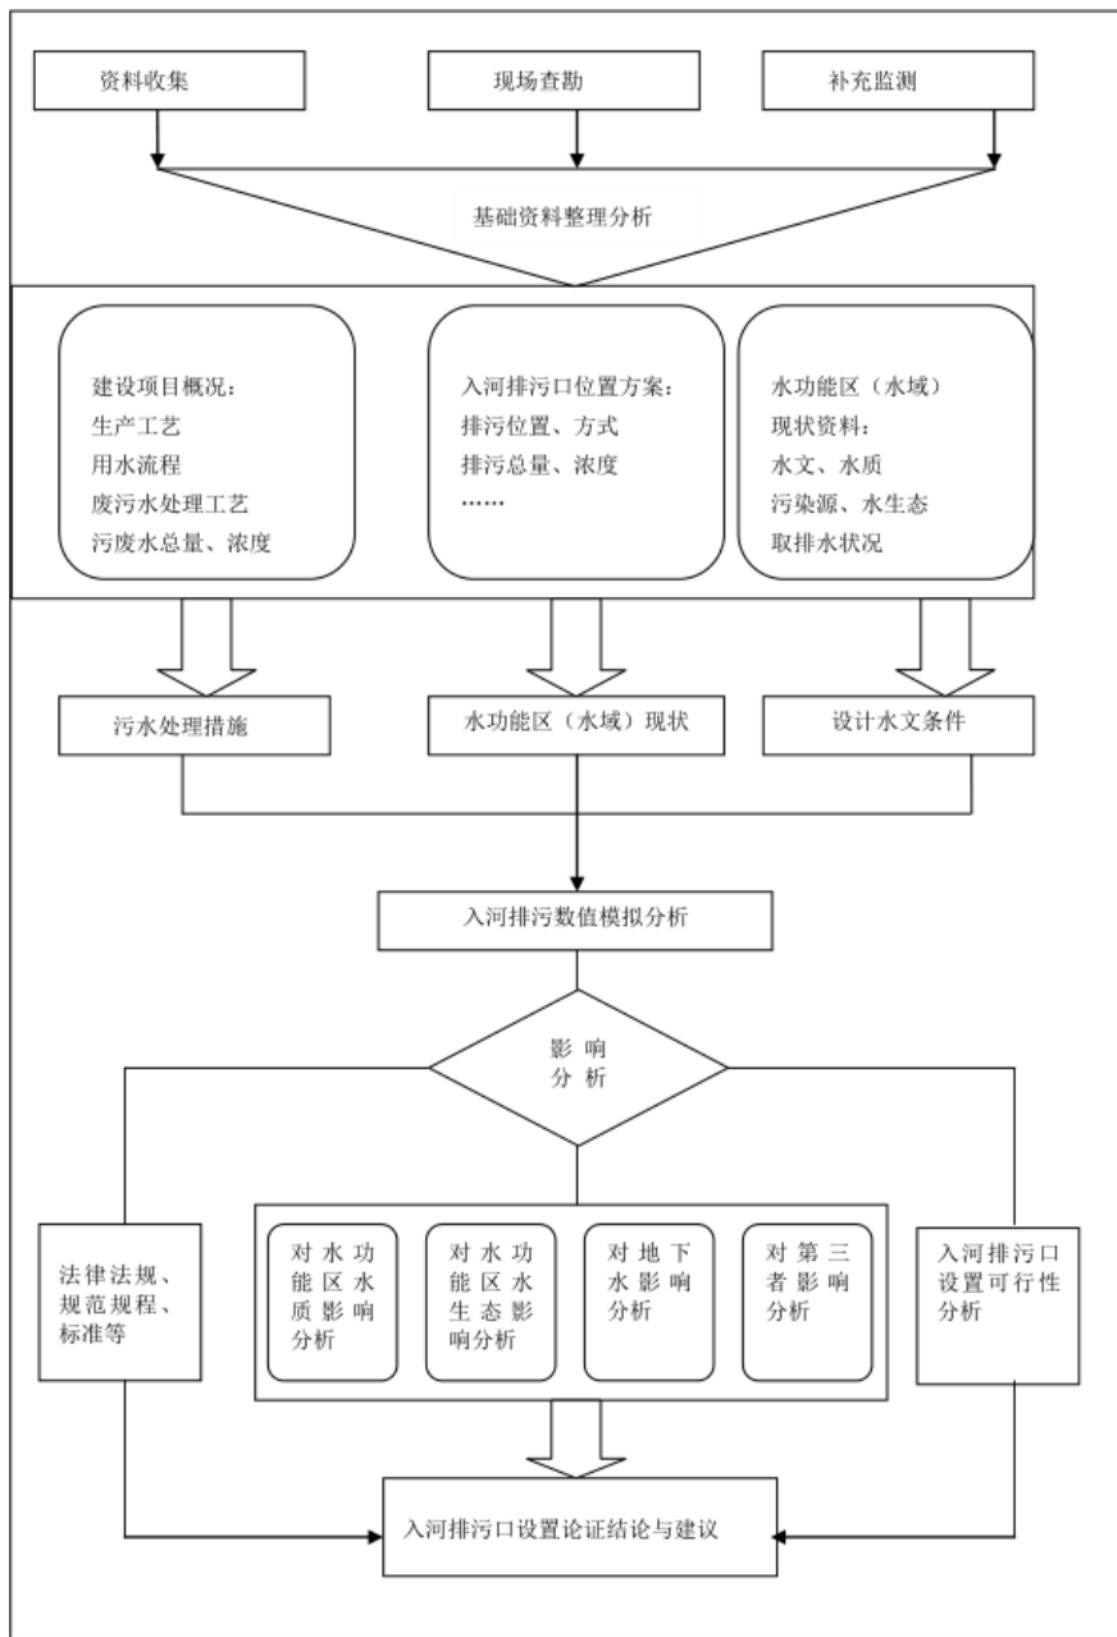 资料收集
现场查勘
补充监测
基础资料整理分析
建设项目概况：
生产工艺
用水流程
废污水处理工艺
污废水总量、浓度
入河排污口位置方案：
排污位置、方式
排污总量、浓度
……
水功能区（水域）
现状资料：
水文、水质
污染源、水生态
取排水状况
污水处理措施
水功能区（水域）现状
设计水文条件
入河排污数值模拟分析
影 响
分 析
法律法规、
规范规程、
标准等
对 水 功
能 区 水
质 影 响
分析
对 水 功
能 区 水
生 态 影
响分析
对 地 下
水 影 响
分析
对 第 三
者 影 响
分析
入河排污口
设置可行性
分析
入河排污口设置论证结论与建议